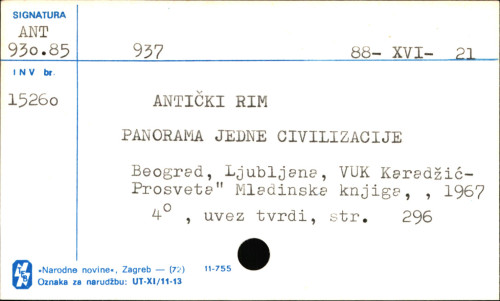 SIGNATURA
ANT
930.85 937 88- XVI- 21
INV br.
15260 ANTIČKI RIM
PANORAMA JEDNE CIVILIZACIJE
Beograd, Ljubljana, VUK Karadžić-
Prosveta" Mladinska knjiga, , 1967
4° , uvez tvrdi, str. 296
»Narodne novine«, Zagreb — (72) 11-755
Oznaka za narudžbu: UT-XI/11-13